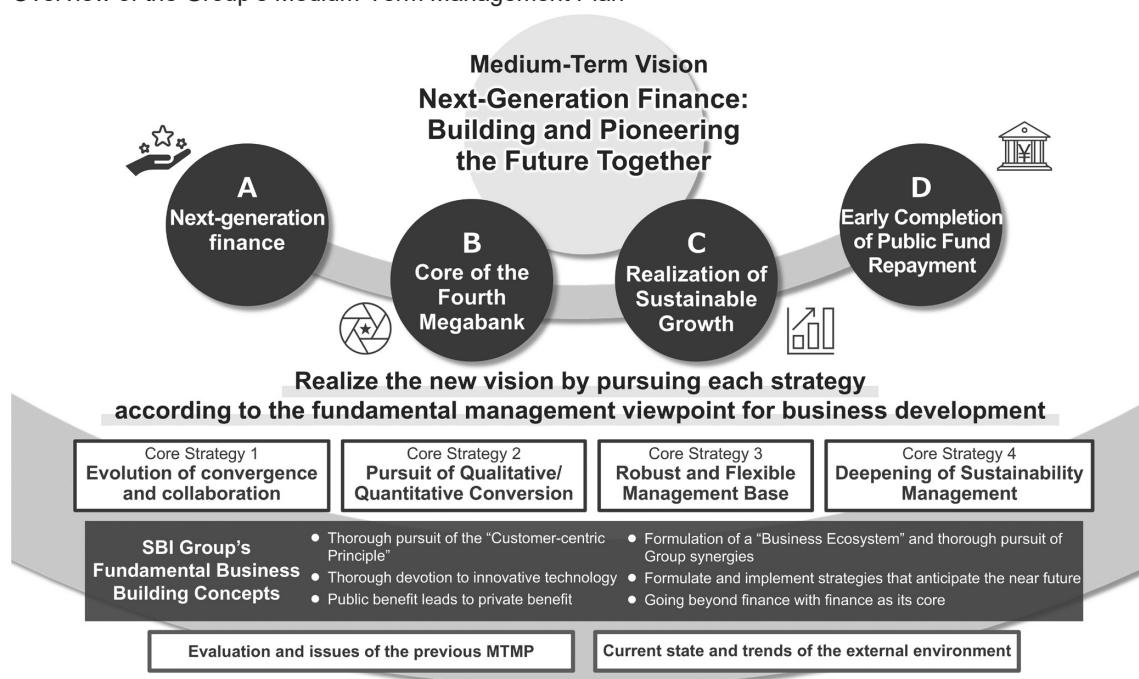 Overview of the Group's Medium-Term Management Plan
Medium-Term Vision
Next-Generation Finance:
Building and Pioneering
the Future Together
A
Next-generation
finance
B
Core of the
Fourth
Megabank
C
Realization of
Sustainable
Growth
D
Early Completion
of Public Fund
Repayment
¥
Realize the new vision by pursuing each strategy
according to the fundamental management viewpoint for business development
Core Strategy 1
Evolution of convergence
and collaboration
Core Strategy 2
Pursuit of Qualitative/
Quantitative Conversion
Core Strategy 3
Robust and Flexible
Management Base
Core Strategy 4
Deepening of Sustainability
Management
SBI Group's
Fundamental Business
Building Concepts
● Thorough pursuit of the “Customer-centric
Principle”
● Thorough devotion to innovative technology
● Public benefit leads to private benefit
● Formulation of a “Business Ecosystem” and thorough pursuit of
Group synergies
● Formulate and implement strategies that anticipate the near future
● Going beyond finance with finance as its core
Evaluation and issues of the previous MTMP
Current state and trends of the external environment